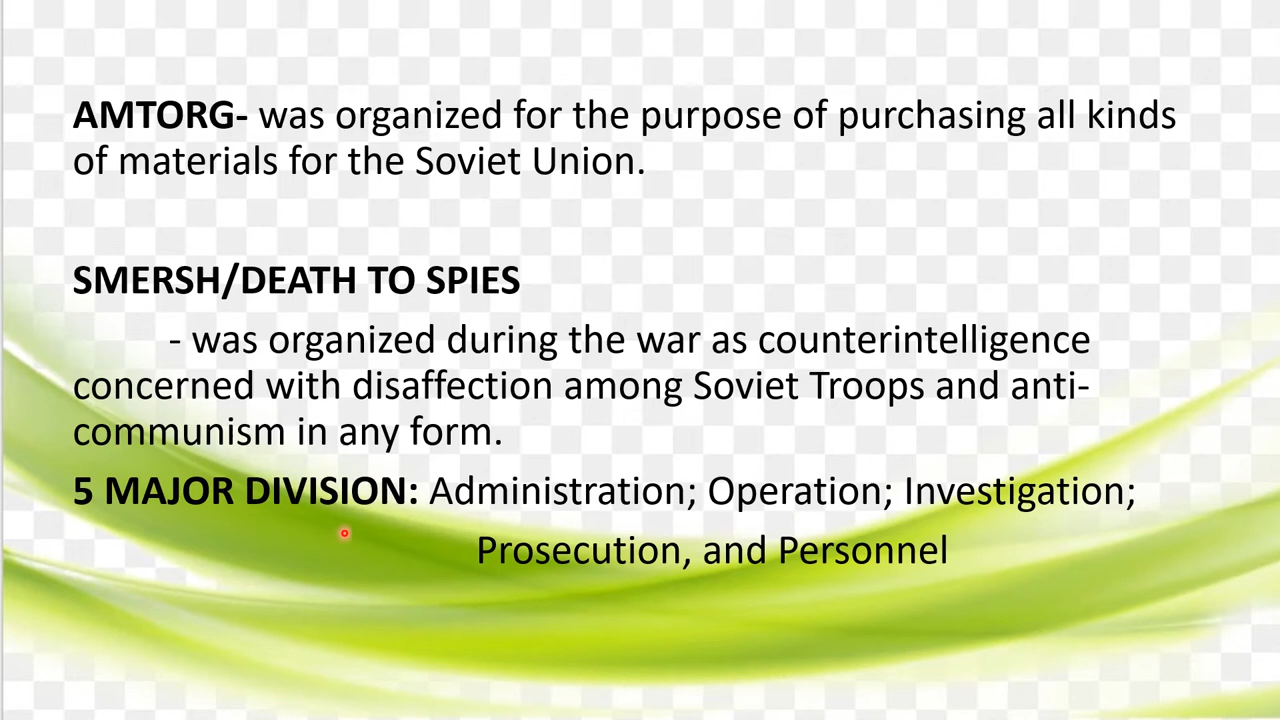 AMTORG- was organized for the purpose of purchasing all kinds
of materials for the Soviet Union.
SMERSH/DEATH TO SPIES
- was organized during the war as counterintelligence
concerned with disaffection among Soviet Troops and anti-
communism in any form.
5 MAJOR DIVISION: Administration; Operation; Investigation;
Prosecution, and Personnel